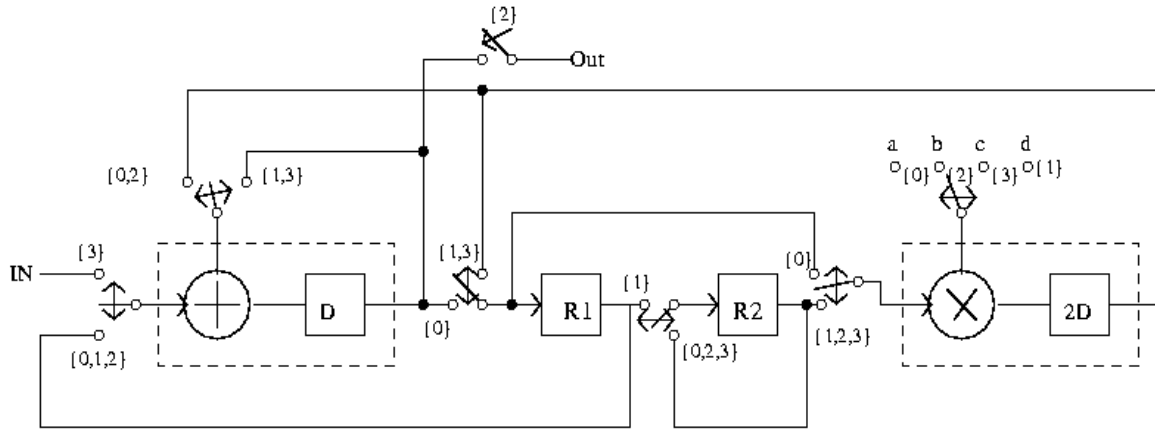 {2}
Out
a b c d
{0} {2} {3} {1}
{0,2} {1,3}
IN {3} {1,3} {0}
{1}
D R1 R2 2D
{0}
{0,1,2} {0,2,3} {1,2,3}